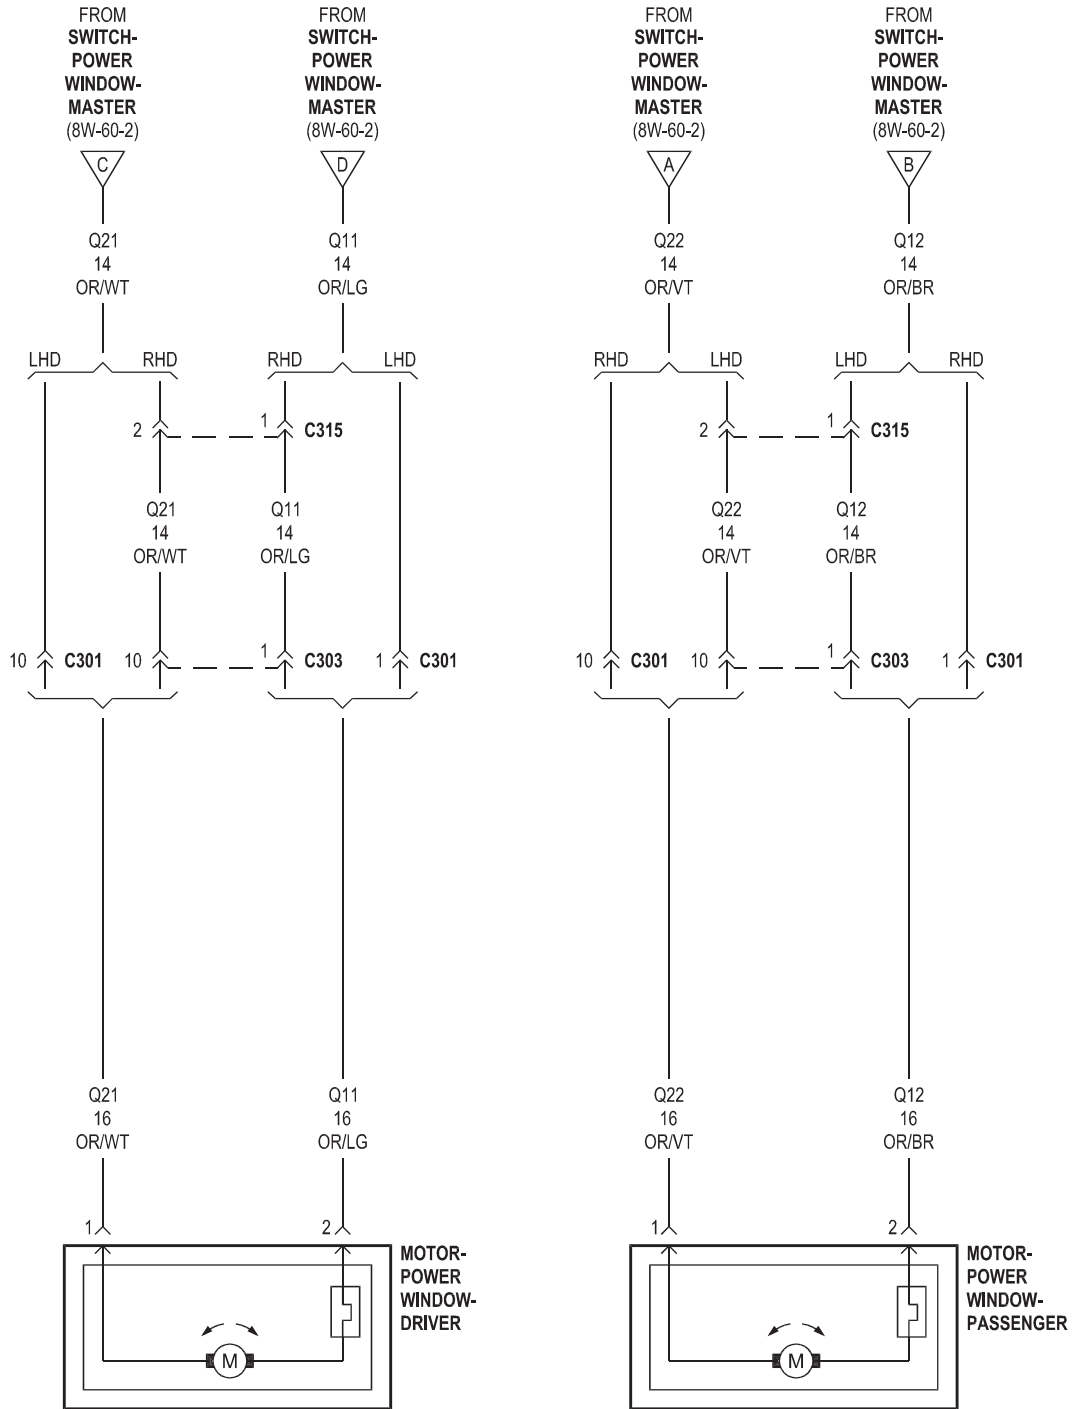 FROM
SWITCH-
POWER
WINDOW-
MASTER
(8W-60-2)
C
FROM
SWITCH-
POWER
WINDOW-
MASTER
(8W-60-2)
D
FROM
SWITCH-
POWER
WINDOW-
MASTER
(8W-60-2)
A
FROM
SWITCH-
POWER
WINDOW-
MASTER
(8W-60-2)
B
Q21
14
OR/WT
Q11
14
OR/LG
Q22
14
OR/VT
Q12
14
OR/BR
LHD
RHD
RHD
LHD
RHD
LHD
LHD
RHD
2
1
C315
2
1
C315
Q21
14
OR/WT
Q11
14
OR/LG
Q22
14
OR/VT
Q12
14
OR/BR
10
C301
10
1
C303
1
C301
10
C301
10
1
C303
1
C301
Q21
16
OR/WT
Q11
16
OR/LG
Q22
16
OR/VT
Q12
16
OR/BR
1
2
1
2
MOTOR-
POWER
WINDOW-
DRIVER
M
MOTOR-
POWER
WINDOW-
PASSENGER
M